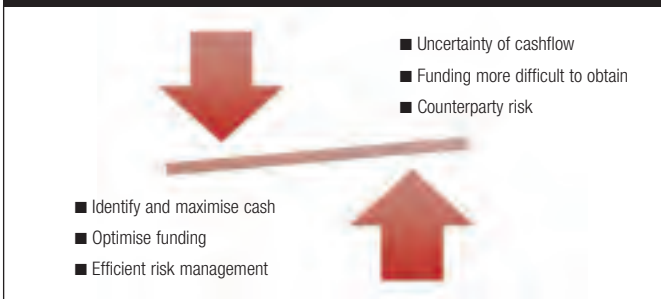 ■ Uncertainty of cashflow
■ Funding more difficult to obtain
■ Counterparty risk
■ Identify and maximise cash
■ Optimise funding
■ Efficient risk management